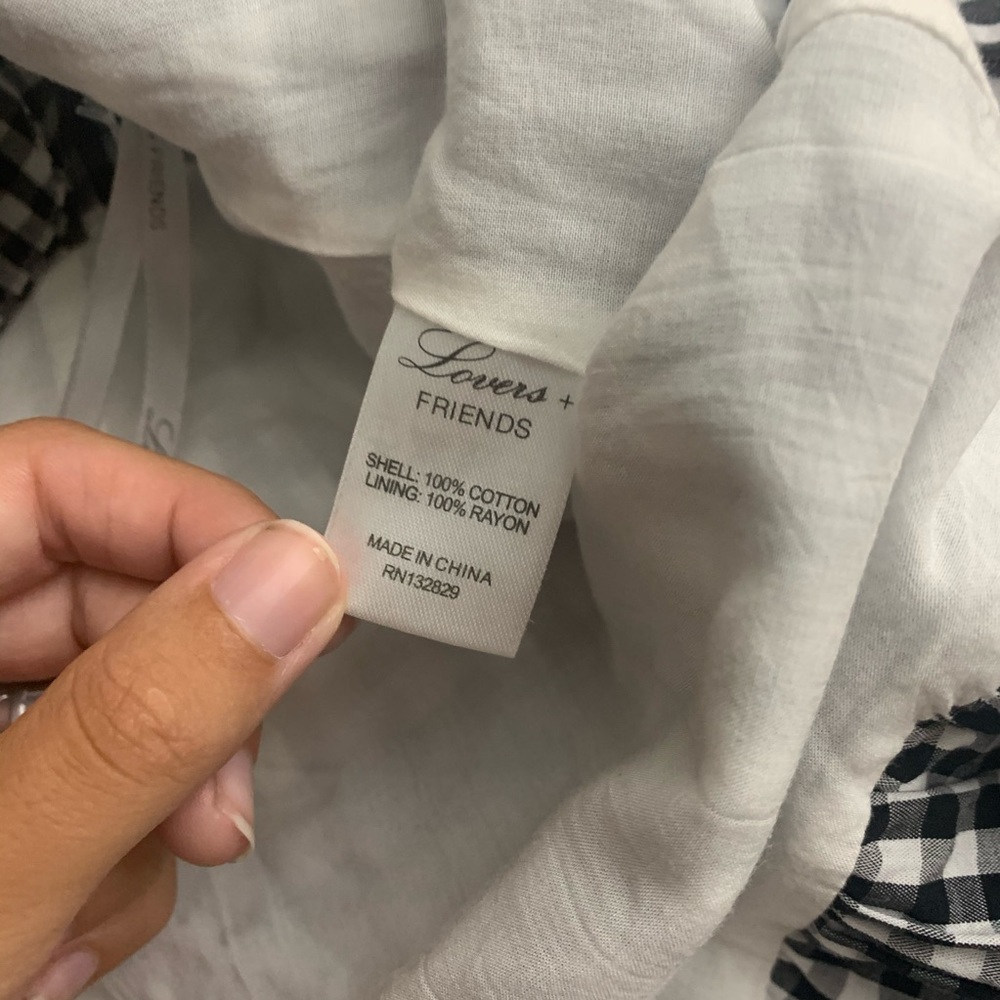 Lovers +
FRIENDS
SHELL: 100% COTTON
LINING: 100% RAYON
MADE IN CHINA
RN132829